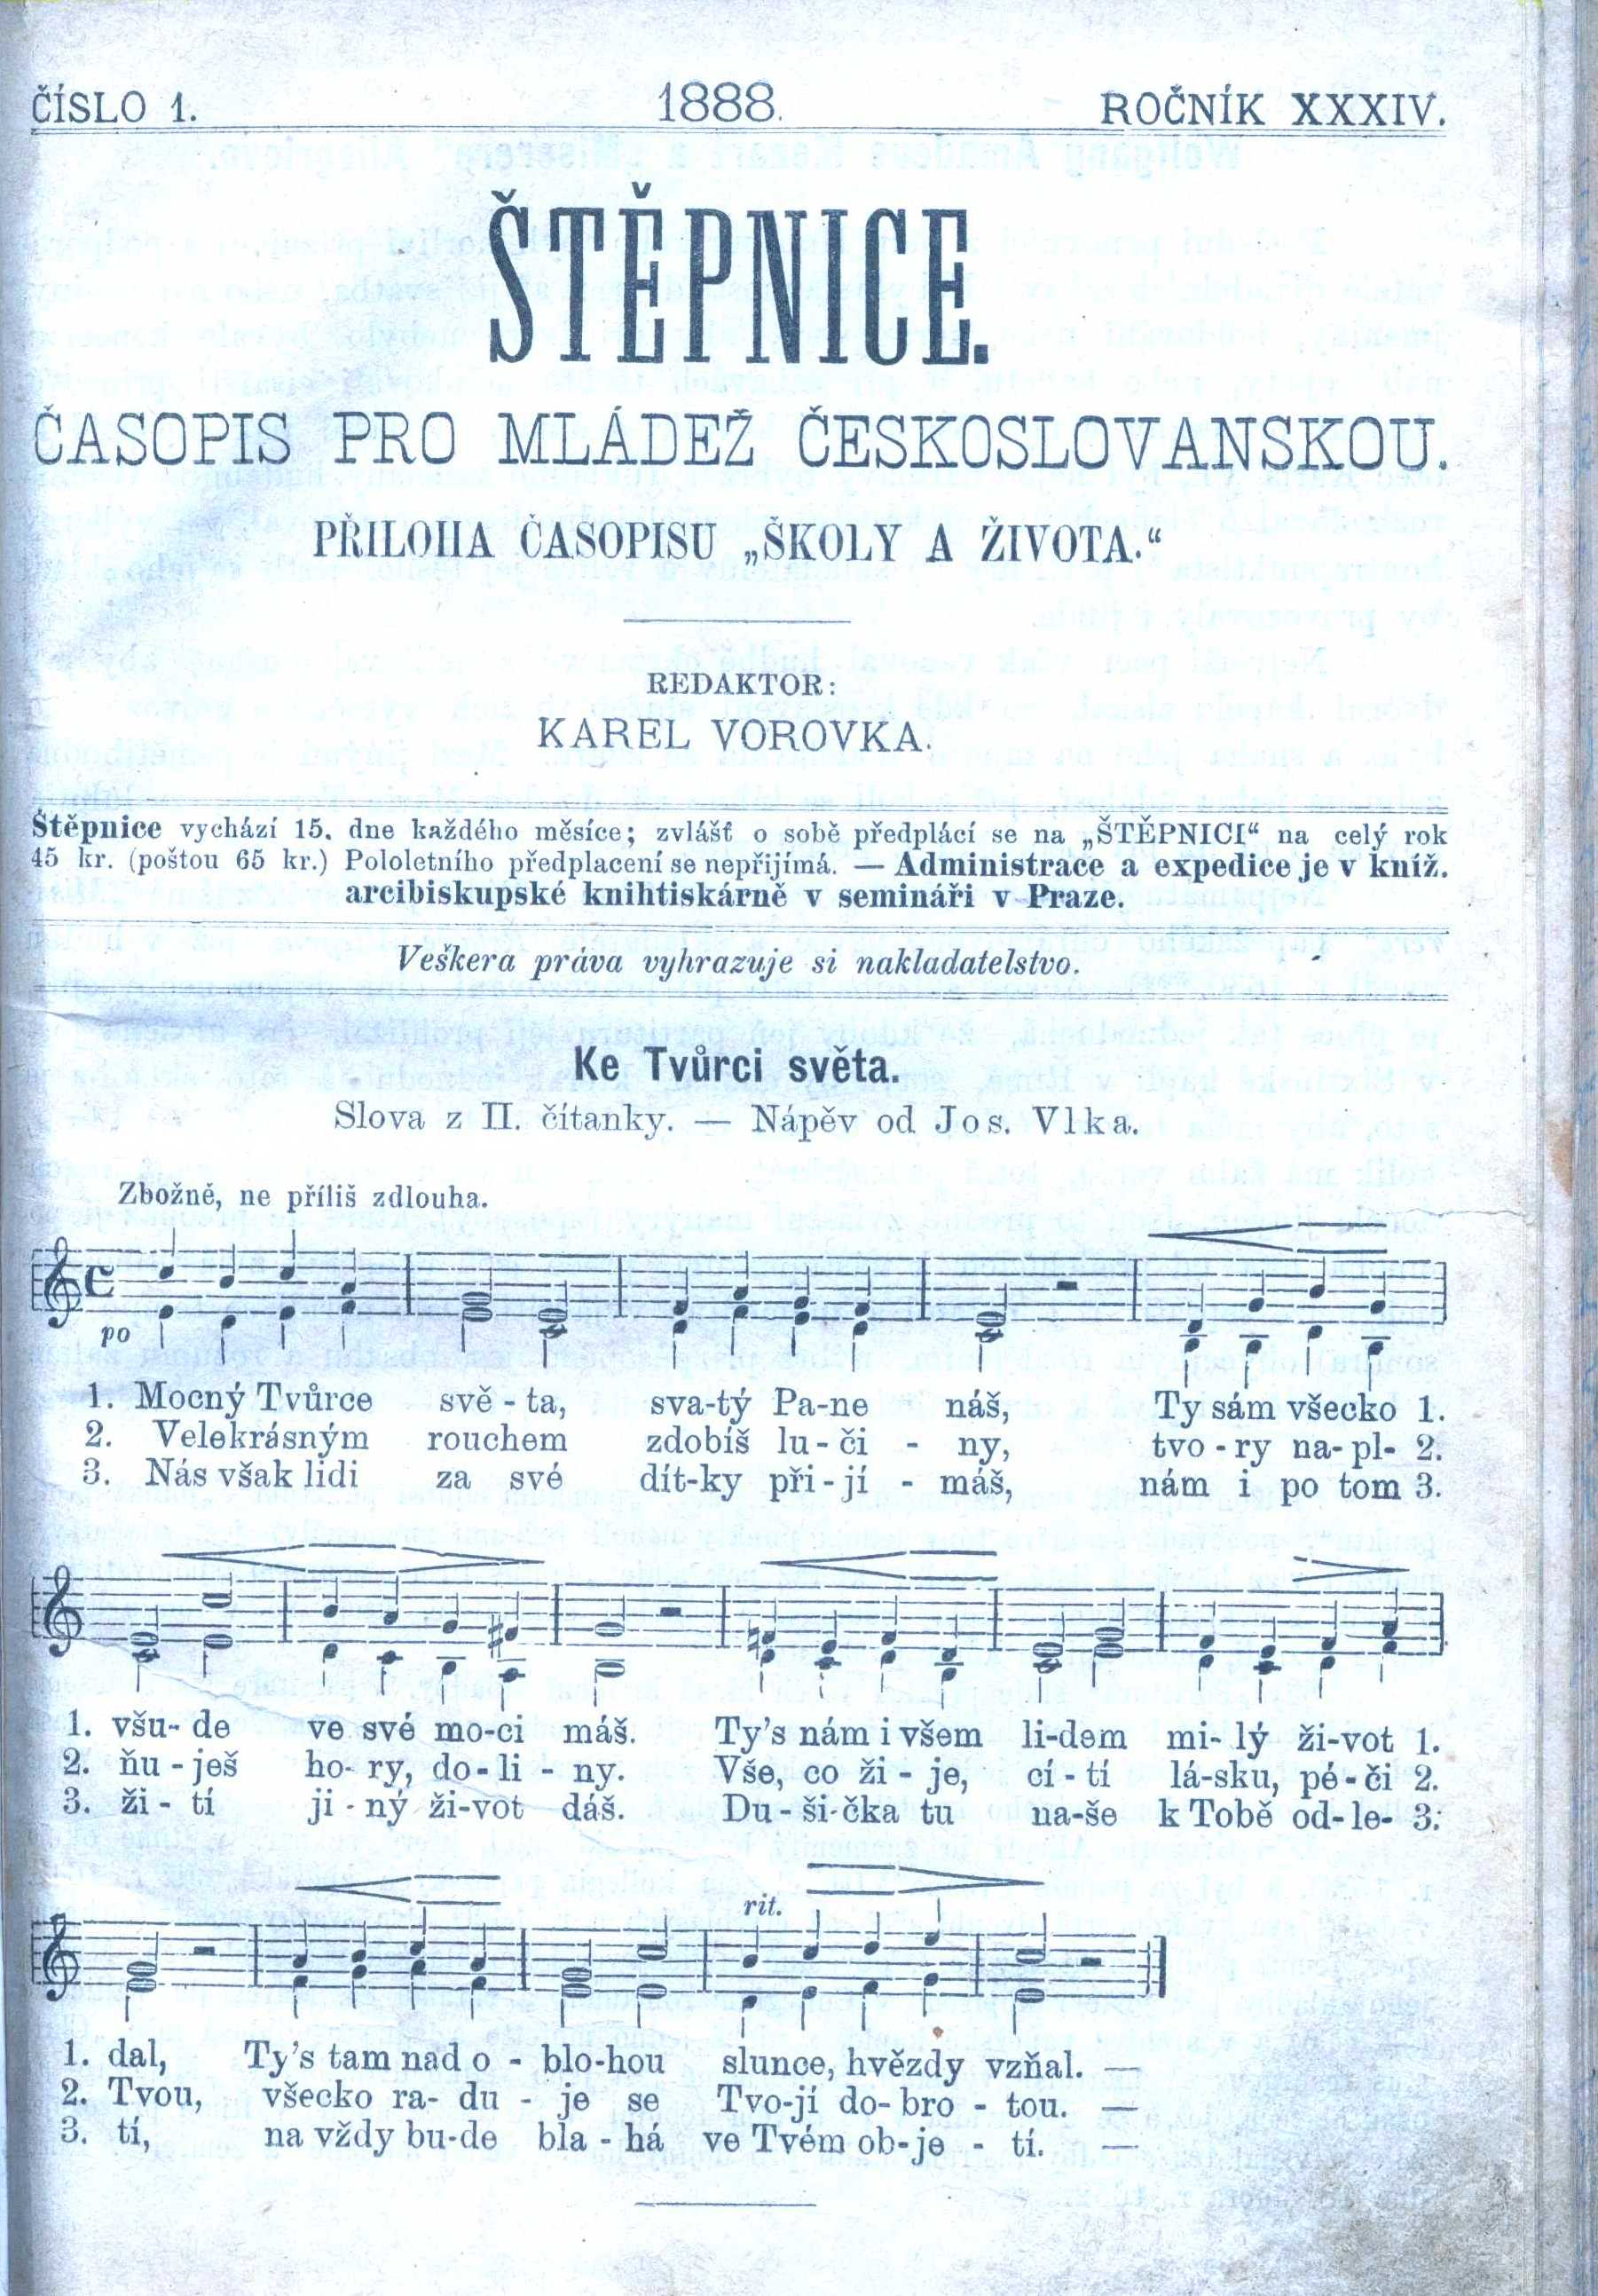 ČÍSLO 1. 1888. ROČNÍK XXXIV.
ŠTĚPNICE.
ČASOPIS PRO MLÁDEŽ ČESKOSLOVANSKOU.
PŘILOHA ČASOPISU „ŠKOLY A ŽIVOTA.“
REDAKTOR:
KAREL VOROVKA.
Štěpnice vychází 15. dne každého měsíce; zvlášť o sobě předplácí se na „ŠTĚPNICI“ na celý rok
45 kr. (poštou 65 kr.) Pololetního předplacení se nepřijímá. — Administrace a expedice je v kníž.
arcibiskupské knihtiskárně v semináři v Praze.
Veškera práva vyhrazuje si nakladatelstvo.
Ke Tvůrci světa.
Slova z II. čítanky. — Nápěv od Jos. Vlka.
Zbožně, ne příliš zdlouha.
po
1. Mocný Tvůrce svě - ta, sva-tý Pa-ne náš, Ty sám všecko 1.
2. Velekrásným rouchem zdobíš lu - či - ny, tvo - ry na- pl- 2.
3. Nás však lidi za své dít-ky při - jí - máš, nám i po tom 3.
1. všu- de ve své mo-ci máš. Ty's nám i všem li-dem mi- lý ži-vot 1.
2. ňu - ješ ho- ry, do - li - ny. Vše, co ži - je, cí - tí lá-sku, pé - či 2.
3. ži - tí ji - ný ži-vot dáš. Du - ši-čka tu na-še k Tobě od- le- 3.
rit.
1. dal, Ty's tam nad o - blo-hou slunce, hvězdy vzňal. —
2. Tvou, všecko ra- du - je se Tvo-jí do- bro - tou. —
3. tí, na vždy bu-de bla - há ve Tvém ob-je - tí. —